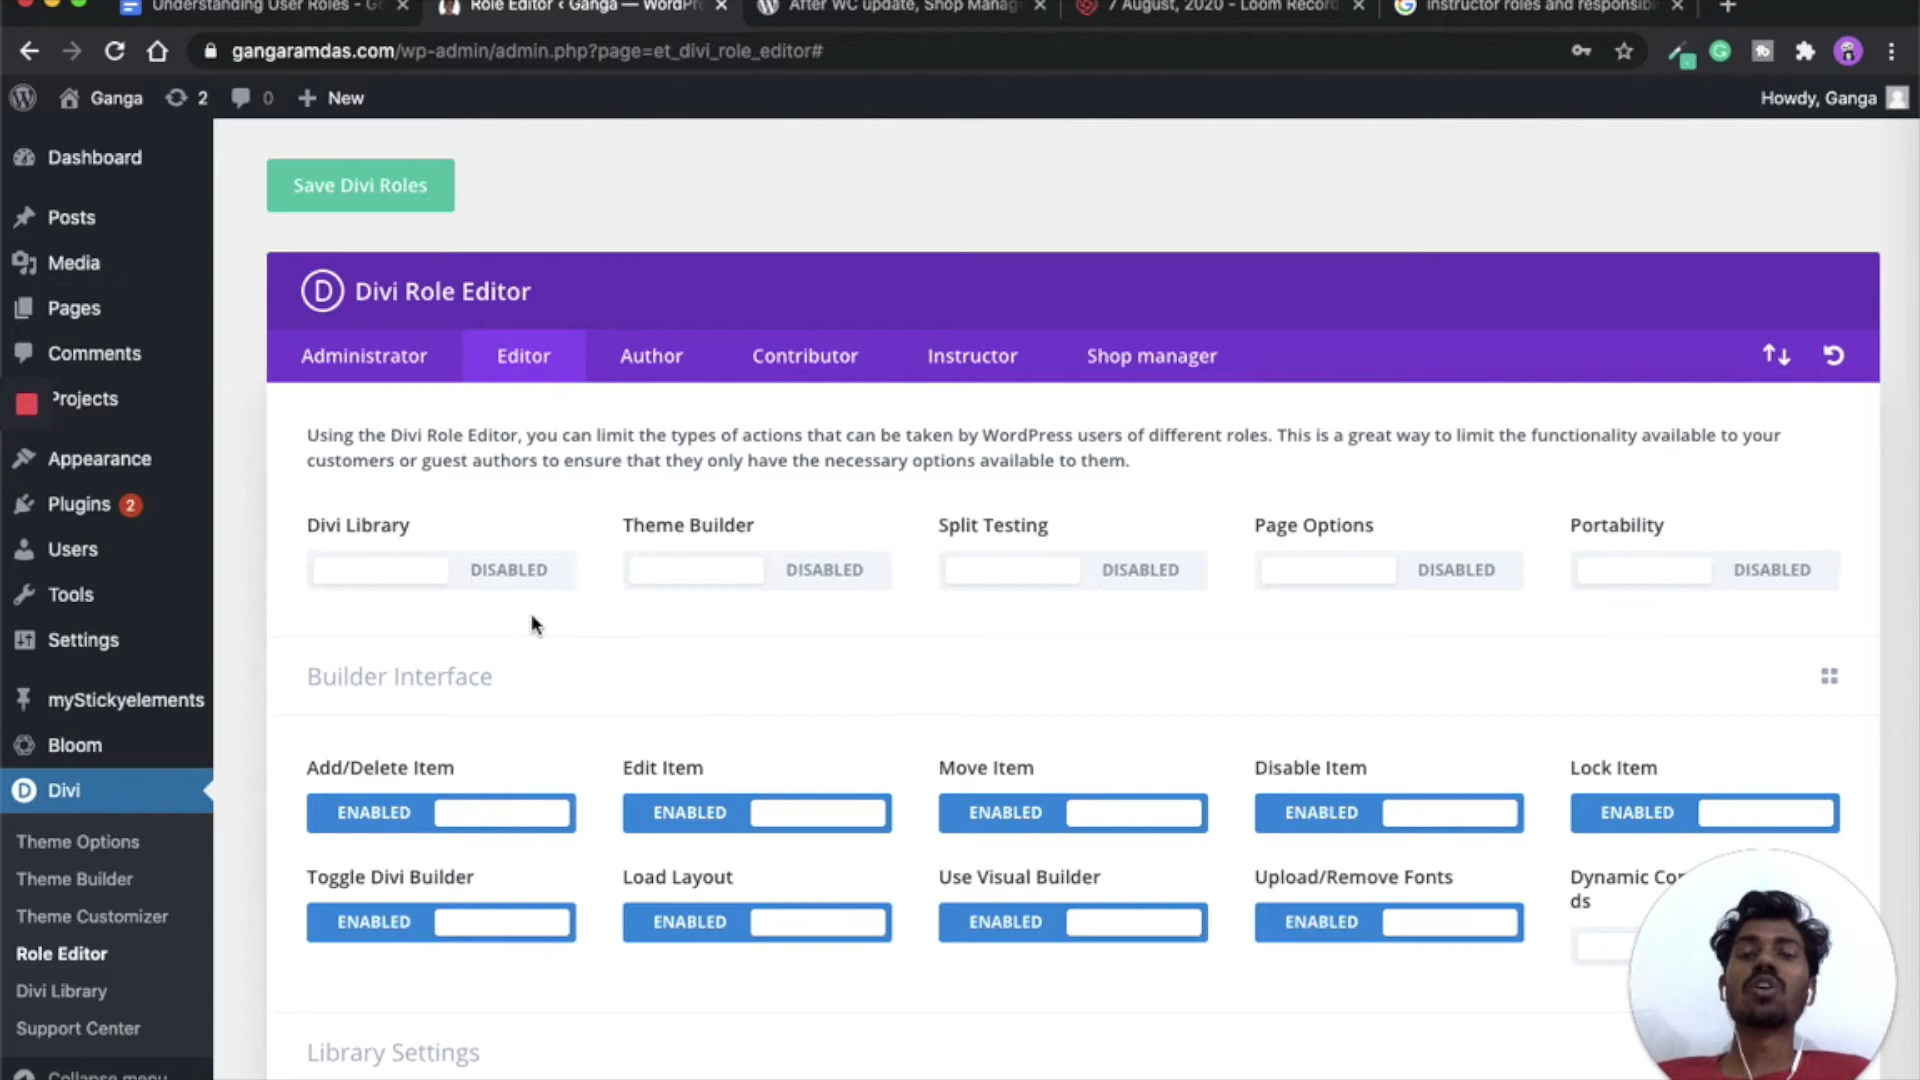 Understanding User Roles - G
Role Editor ‹ Ganga — WordPr
After WC update, Shop Manag
7 August, 2020 - Loom Record
instructor roles and responsib
gangaramdas.com/wp-admin/admin.php?page=et_divi_role_editor#
Ganga
2
0
New
Howdy, Ganga
Dashboard
Posts
Media
Pages
Comments
Projects
Appearance
Plugins 2
Users
Tools
Settings
myStickyelements
Bloom
Divi
Theme Options
Theme Builder
Theme Customizer
Role Editor
Divi Library
Support Center
Collapse menu
Save Divi Roles
D Divi Role Editor
Administrator
Editor
Author
Contributor
Instructor
Shop manager
Using the Divi Role Editor, you can limit the types of actions that can be taken by WordPress users of different roles. This is a great way to limit the functionality available to your
customers or guest authors to ensure that they only have the necessary options available to them.
Divi Library
Theme Builder
Split Testing
Page Options
Portability
DISABLED
DISABLED
DISABLED
DISABLED
DISABLED
Builder Interface
Add/Delete Item
Edit Item
Move Item
Disable Item
Lock Item
ENABLED
ENABLED
ENABLED
ENABLED
ENABLED
Toggle Divi Builder
Load Layout
Use Visual Builder
Upload/Remove Fonts
Dynamic Co
ds
ENABLED
ENABLED
ENABLED
ENABLED
Library Settings